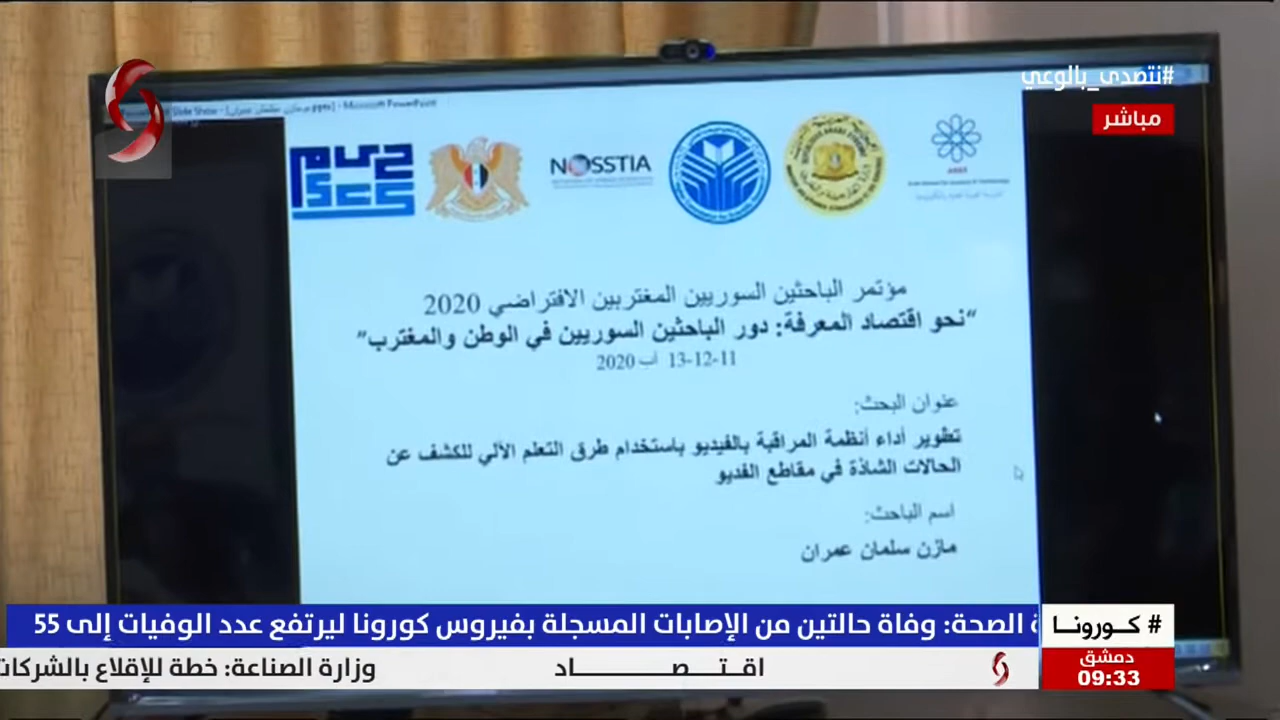 #نتصدى_بالوعي
مباشر
Microsoft PowerPoint
NOSSTIA
مؤتمر الباحثين السوريين المغتربين الافتراضي 2020
"نحو اقتصاد المعرفة: دور الباحثين السوريين في الوطن والمغترب"
11-12-13 آب 2020
عنوان البحث:
تطوير أداء أنظمة المراقبة بالفيديو باستخدام طرق التعلم الآلي للكشف عن
الحالات الشاذة في مقاطع الفديو
اسم الباحث:
مازن سلمان عمران
# كورونا
ة الصحة: وفاة حالتين من الإصابات المسجلة بفيروس كورونا ليرتفع عدد الوفيات إلى 55
دمشق
09:33
اقتصاد
وزارة الصناعة: خطة للإقلاع بالشركات